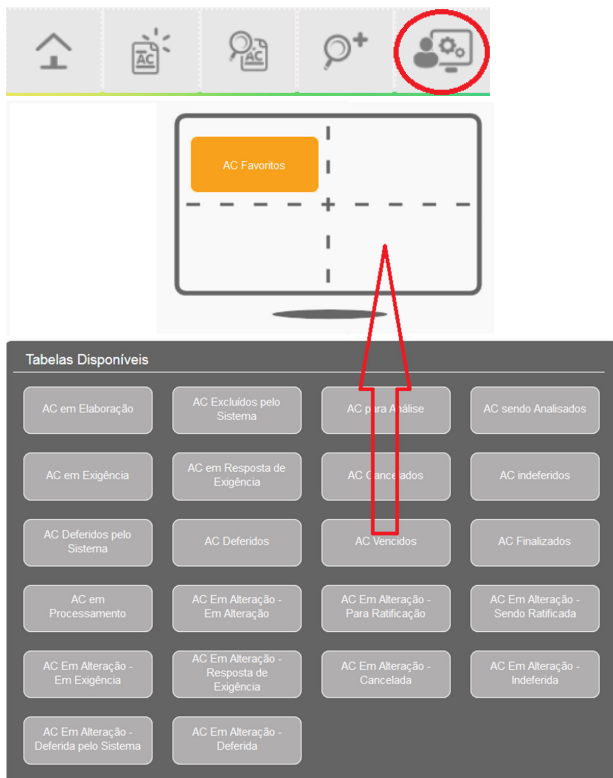 AC
AC
AC Favoritos
Tabelas Disponíveis
AC em Elaboração
AC Excluídos pelo
Sistema
AC para Análise
AC sendo Analisados
AC em Exigência
AC em Resposta de
Exigência
AC Cancelados
AC indeferidos
AC Deferidos pelo
Sistema
AC Deferidos
AC Vencidos
AC Finalizados
AC em
Processamento
AC Em Alteração -
Em Alteração
AC Em Alteração -
Para Ratificação
AC Em Alteração -
Sendo Ratificada
AC Em Alteração -
Em Exigência
AC Em Alteração -
Resposta de
Exigência
AC Em Alteração -
Cancelada
AC Em Alteração -
Indeferida
AC Em Alteração -
Deferida pelo Sistema
AC Em Alteração -
Deferida